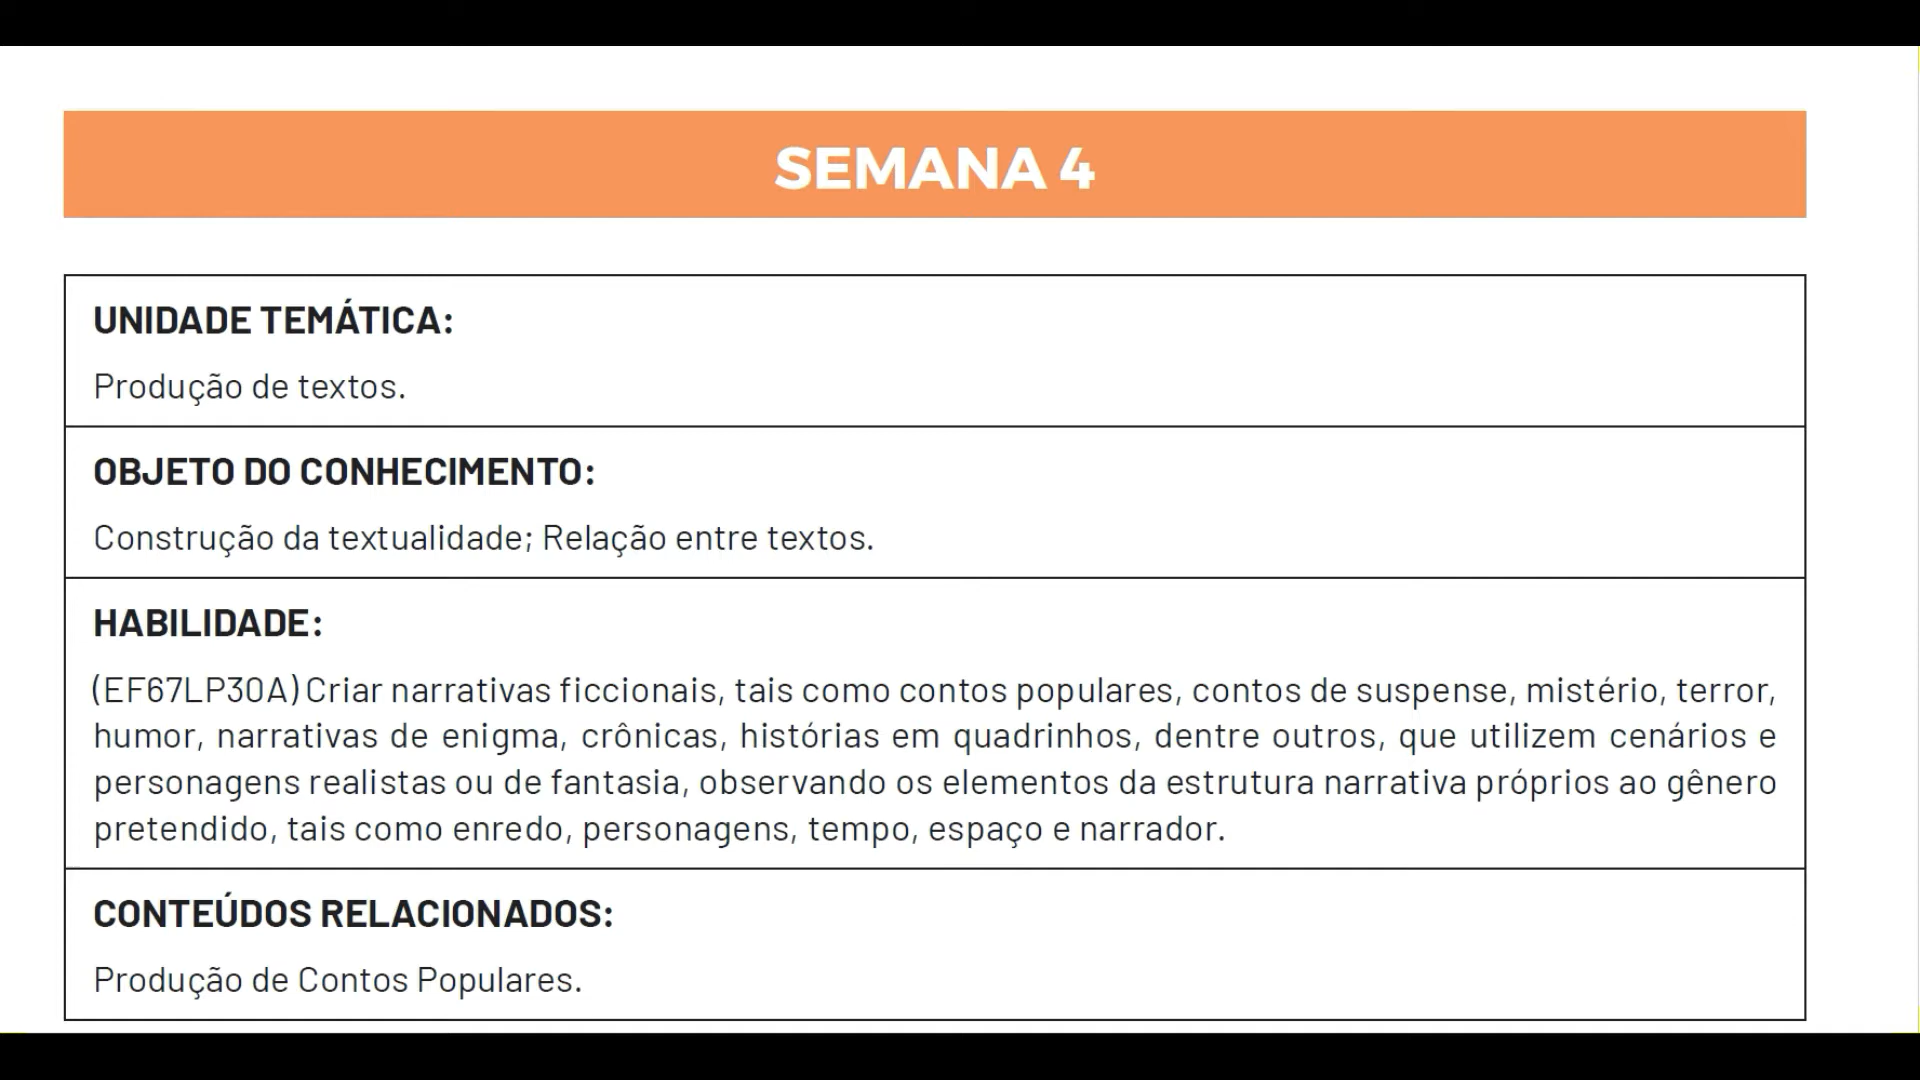 SEMANA 4
UNIDADE TEMÁTICA:
Produção de textos.
OBJETO DO CONHECIMENTO:
Construção da textualidade; Relação entre textos.
HABILIDADE:
(EF67LP30A) Criar narrativas ficcionais, tais como contos populares, contos de suspense, mistério, terror,
humor, narrativas de enigma, crônicas, histórias em quadrinhos, dentre outros, que utilizem cenários e
personagens realistas ou de fantasia, observando os elementos da estrutura narrativa próprios ao gênero
pretendido, tais como enredo, personagens, tempo, espaço e narrador.
CONTEÚDOS RELACIONADOS:
Produção de Contos Populares.